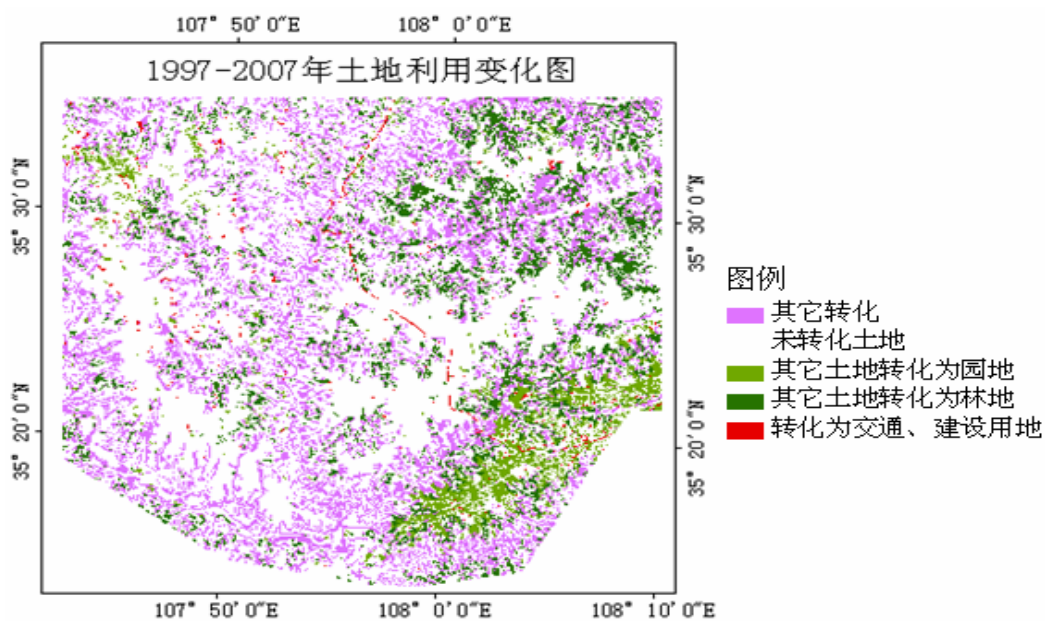 107° 50′0″E 108° 0′0″E
1997-2007年土地利用变化图
35° 30′0″N
35° 20′0″N
35° 30′0″N
35° 20′0″N
图例
其它转化
未转化土地
其它土地转化为园地
其它土地转化为林地
转化为交通、建设用地
107° 50′0″E 108° 0′0″E 108° 10′0″E